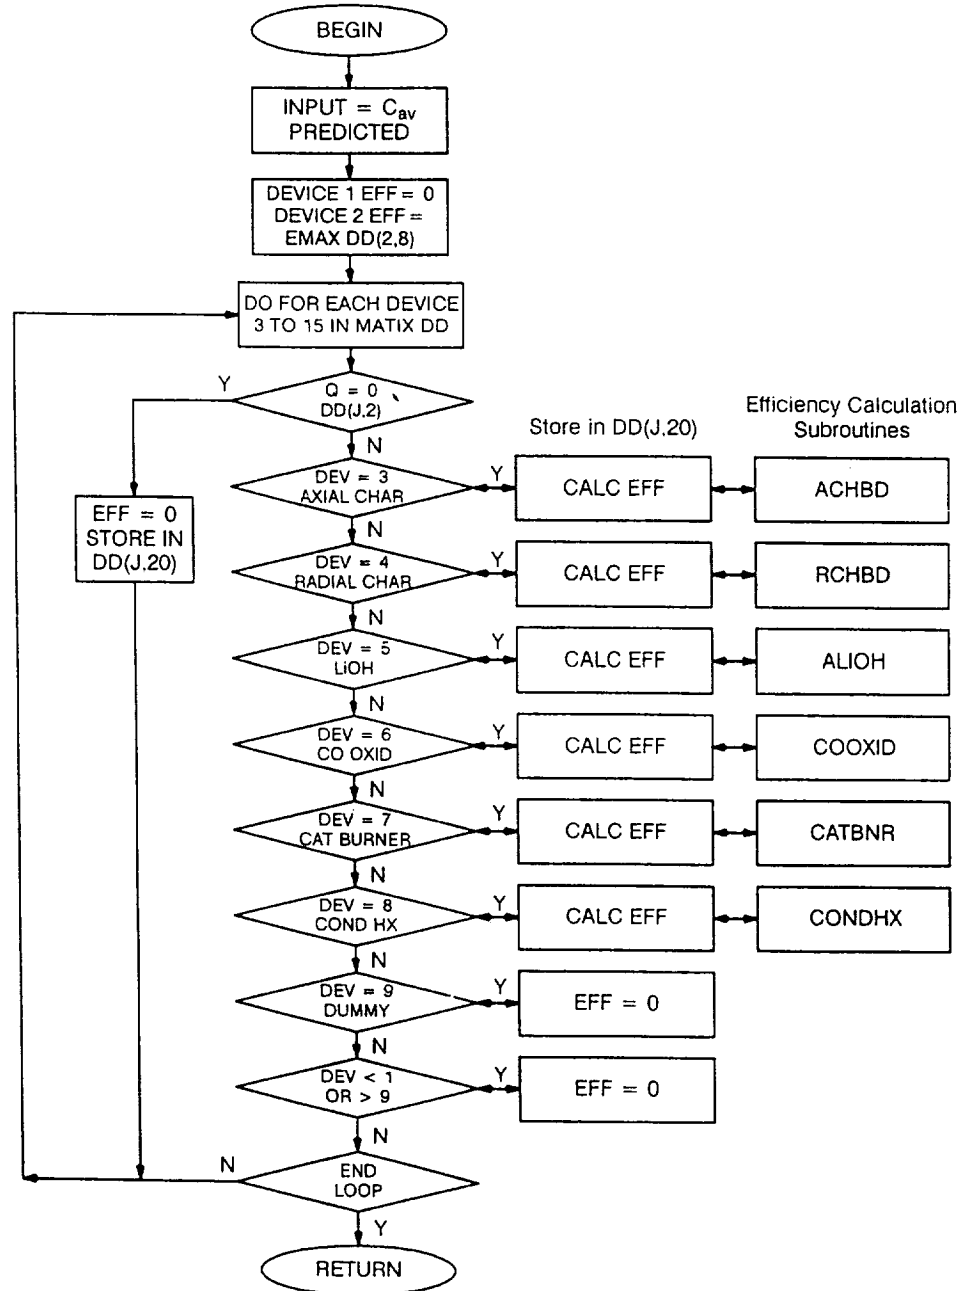 BEGIN
INPUT = Cav
PREDICTED
DEVICE 1 EFF = 0
DEVICE 2 EFF =
EMAX DD(2,8)
DO FOR EACH DEVICE
3 TO 15 IN MATIX DD
Y
Q = 0
DD(J,2)
N
EFF = 0
STORE IN
DD(J,20)
Store in DD(J,20)
Efficiency Calculation
Subroutines
DEV = 3
AXIAL CHAR
Y
CALC EFF
ACHBD
N
DEV = 4
RADIAL CHAR
Y
CALC EFF
RCHBD
N
DEV = 5
LiOH
Y
CALC EFF
ALIOH
N
DEV = 6
CO OXID
Y
CALC EFF
COOXID
N
DEV = 7
CAT BURNER
Y
CALC EFF
CATBNR
N
DEV = 8
COND HX
Y
CALC EFF
CONDHX
N
DEV = 9
DUMMY
Y
EFF = 0
N
DEV < 1
OR > 9
Y
EFF = 0
N
N
END
LOOP
Y
RETURN